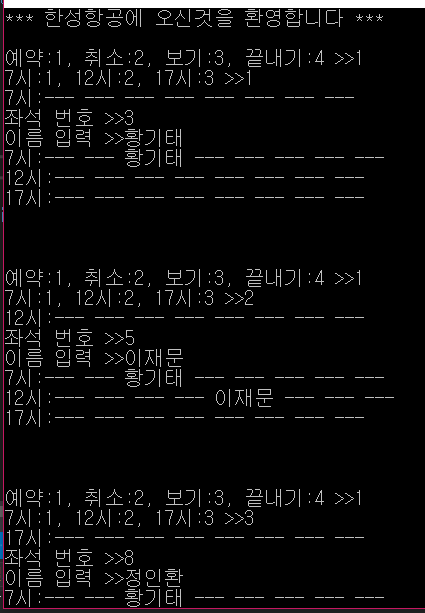 *** 한성항공에 오신것을 환영합니다 ***
예약:1, 취소:2, 보기:3, 끝내기:4 >>1
7시:1, 12시:2, 17시:3 >>1
7시:--- --- --- --- --- --- --- ---
좌석 번호 >>3
이름 입력 >>황기태
7시:--- --- 황기태 --- --- --- --- ---
12시:--- --- --- --- --- --- --- ---
17시:--- --- --- --- --- --- --- ---
예약:1, 취소:2, 보기:3, 끝내기:4 >>1
7시:1, 12시:2, 17시:3 >>2
12시:--- --- --- --- --- --- --- ---
좌석 번호 >>5
이름 입력 >>이재문
7시:--- --- 황기태 --- --- --- --- ---
12시:--- --- --- --- 이재문 --- --- ---
17시:--- --- --- --- --- --- --- ---
예약:1, 취소:2, 보기:3, 끝내기:4 >>1
7시:1, 12시:2, 17시:3 >>3
17시:--- --- --- --- --- --- --- ---
좌석 번호 >>8
이름 입력 >>정인환
7시:--- --- 황기태 --- --- --- --- ---